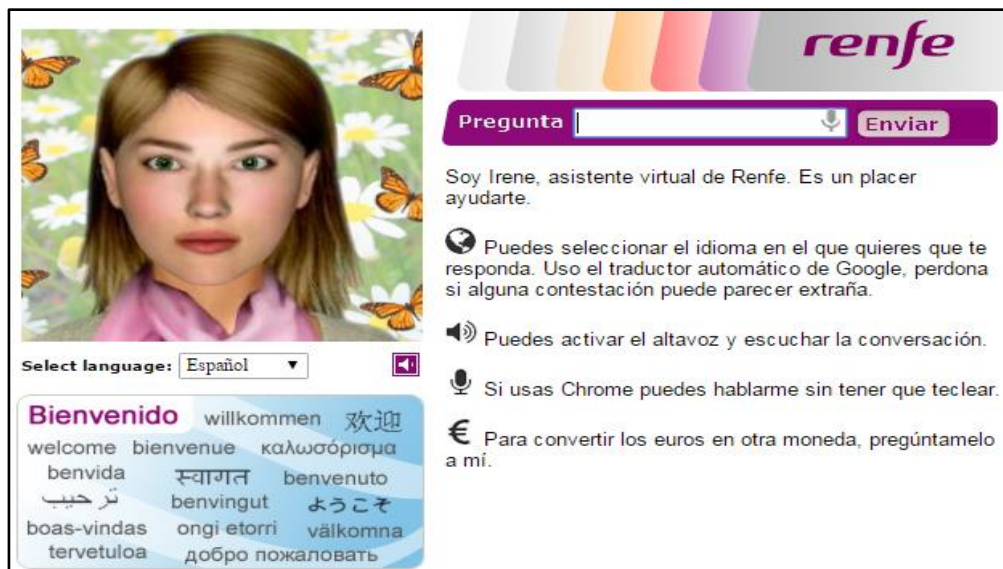 renfe
Pregunta Enviar
Soy Irene, asistente virtual de Renfe. Es un placer
ayudarte.
Puedes seleccionar el idioma en el que quieres que te
responda. Uso el traductor automático de Google, perdona
si alguna contestación puede parecer extraña.
Puedes activar el altavoz y escuchar la conversación.
Si usas Chrome puedes hablarme sin tener que teclear.
€ Para convertir los euros en otra moneda, pregúntamelo
a mí.
Select language: Español
Bienvenido willkommen 欢迎
welcome bienvenue καλωσόρισμα
benvida स्वागत benvenuto
ترحيب benvingut ようこそ
boas-vindas ongi etorri välkomna
tervetuloa добро пожаловать